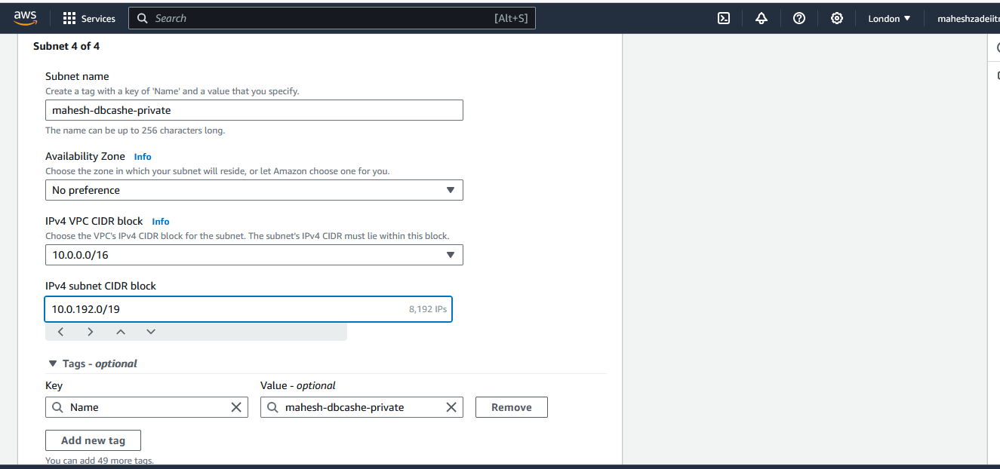 aws
Services
Search [Alt+S]
London
maheshzadeiitr
Subnet 4 of 4
Subnet name
Create a tag with a key of 'Name' and a value that you specify.
mahesh-dbcashe-private
The name can be up to 256 characters long.
Availability Zone Info
Choose the zone in which your subnet will reside, or let Amazon choose one for you.
No preference
IPv4 VPC CIDR block Info
Choose the VPC's IPv4 CIDR block for the subnet. The subnet's IPv4 CIDR must lie within this block.
10.0.0.0/16
IPv4 subnet CIDR block
10.0.192.0/19 8,192 IPs
Tags - optional
Key Value - optional
Name mahesh-dbcashe-private Remove
Add new tag
You can add 49 more tags.